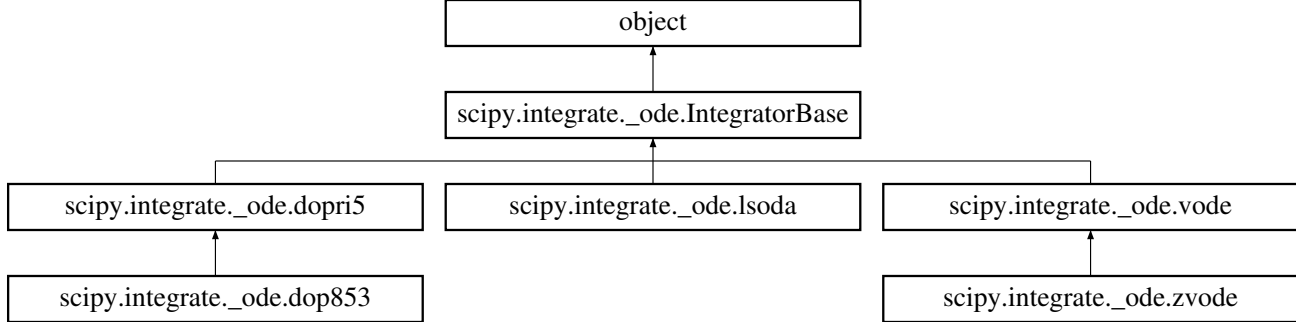 object
scipy.integrate._ode.IntegratorBase
scipy.integrate._ode.dopri5
scipy.integrate._ode.lsoda
scipy.integrate._ode.vode
scipy.integrate._ode.dop853
scipy.integrate._ode.zvode